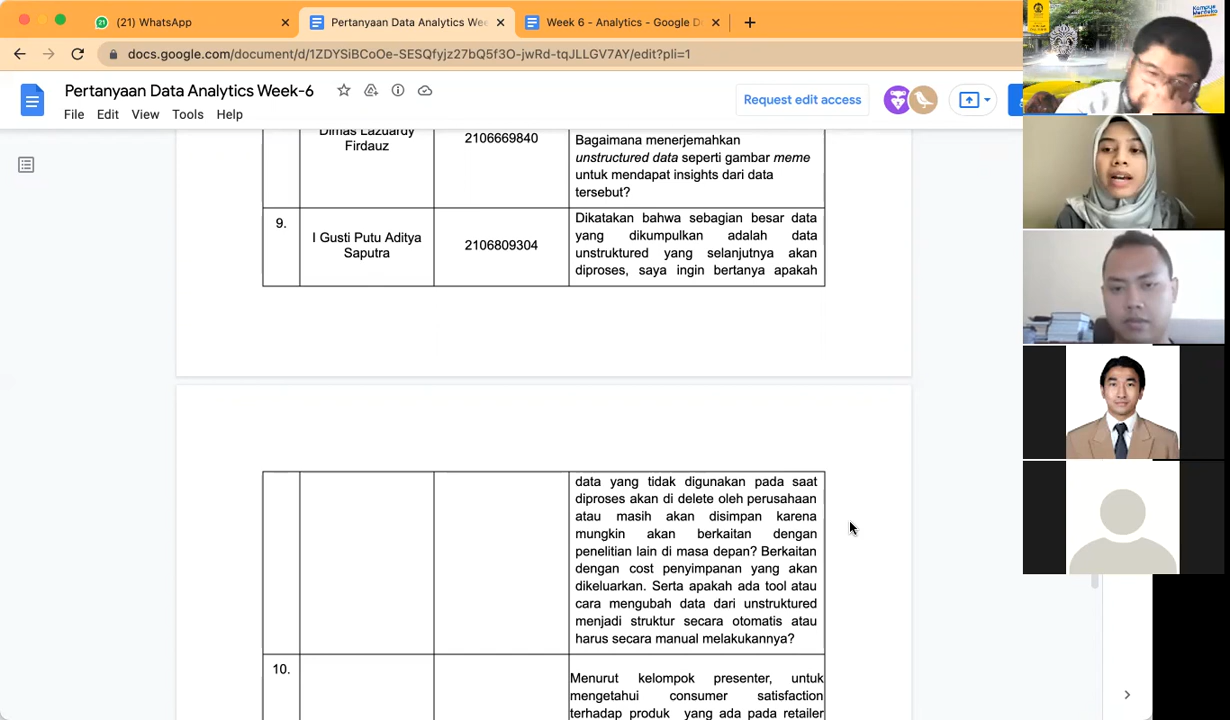 (21) WhatsApp
Pertanyaan Data Analytics Wee
Week 6 - Analytics - Google D
docs.google.com/document/d/1ZDYSiBCoOe-SESQfyjz27bQ5f3O-jwRd-tqJLLGV7AY/edit?pli=1
Pertanyaan Data Analytics Week-6
File Edit View Tools Help
Request edit access
Kampus
Merdeka
Dimas Lazuardy
Firdauz
2106669840
Bagaimana menerjemahkan
unstructured data seperti gambar meme
untuk mendapat insights dari data
tersebut?
9.
I Gusti Putu Aditya
Saputra
2106809304
Dikatakan bahwa sebagian besar data
yang dikumpulkan adalah data
unstruktured yang selanjutnya akan
diproses, saya ingin bertanya apakah
data yang tidak digunakan pada saat
diproses akan di delete oleh perusahaan
atau masih akan disimpan karena
mungkin akan berkaitan dengan
penelitian lain di masa depan? Berkaitan
dengan cost penyimpanan yang akan
dikeluarkan. Serta apakah ada tool atau
cara mengubah data dari unstruktured
menjadi struktur secara otomatis atau
harus secara manual melakukannya?
10.
Menurut kelompok presenter, untuk
mengetahui consumer satisfaction
terhadap produk yang ada pada retailer